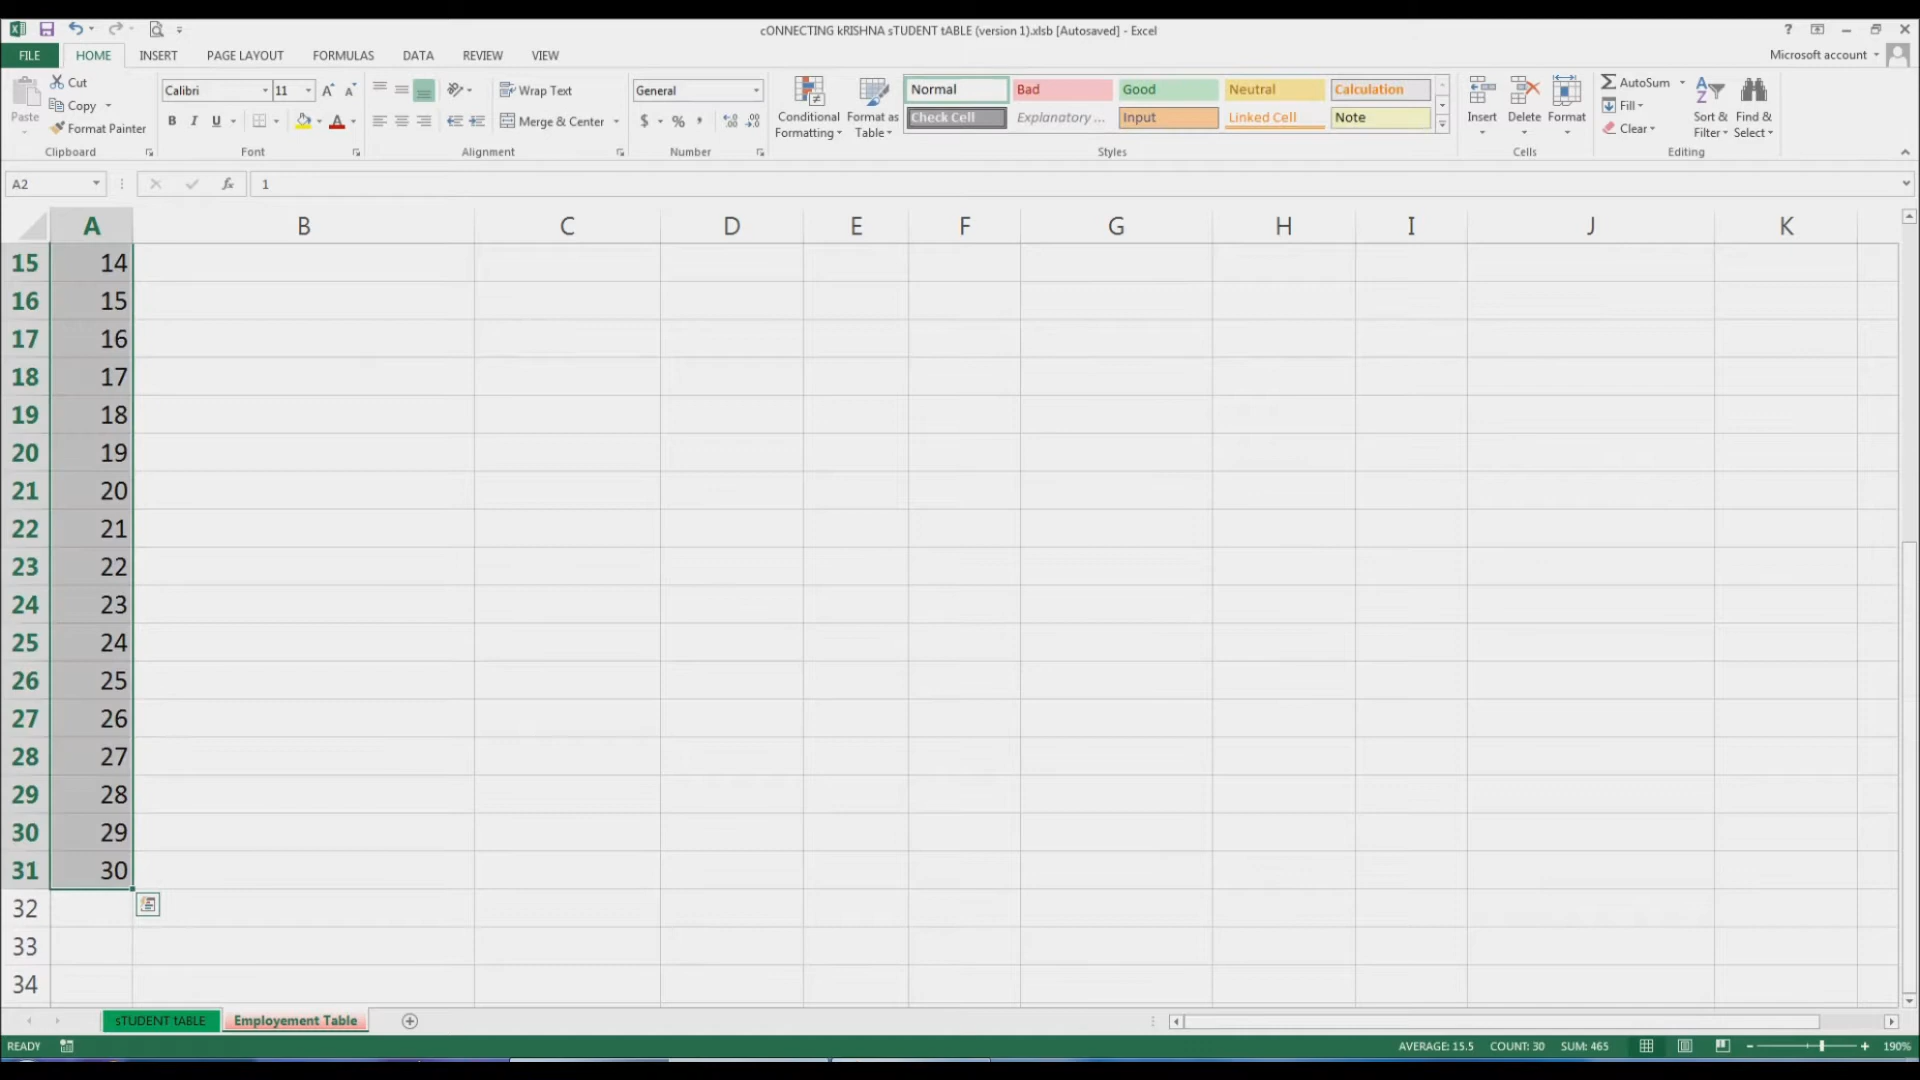 cONNECTING kRISHNA sTUDENT tABLE (version 1).xlsb [Autosaved] - Excel
?
FILE HOME INSERT PAGE LAYOUT FORMULAS DATA REVIEW VIEW Microsoft account
Paste
Cut
Copy
Format Painter
Clipboard
Calibri 11
B I U
Font
Wrap Text
Merge & Center
Alignment
General
$ % ,
Number
Conditional Formatting
Format as Table
Normal Bad Good Neutral Calculation
Check Cell Explanatory ... Input Linked Cell Note
Styles
Insert Delete Format
Cells
AutoSum
Fill
Clear
Sort & Filter
Find & Select
Editing
A2 fx 1
A B C D E F G H I J K
15 14
16 15
17 16
18 17
19 18
20 19
21 20
22 21
23 22
24 23
25 24
26 25
27 26
28 27
29 28
30 29
31 30
32
33
34
sTUDENT tABLE Employement Table
READY AVERAGE: 15.5 COUNT: 30 SUM: 465 190%